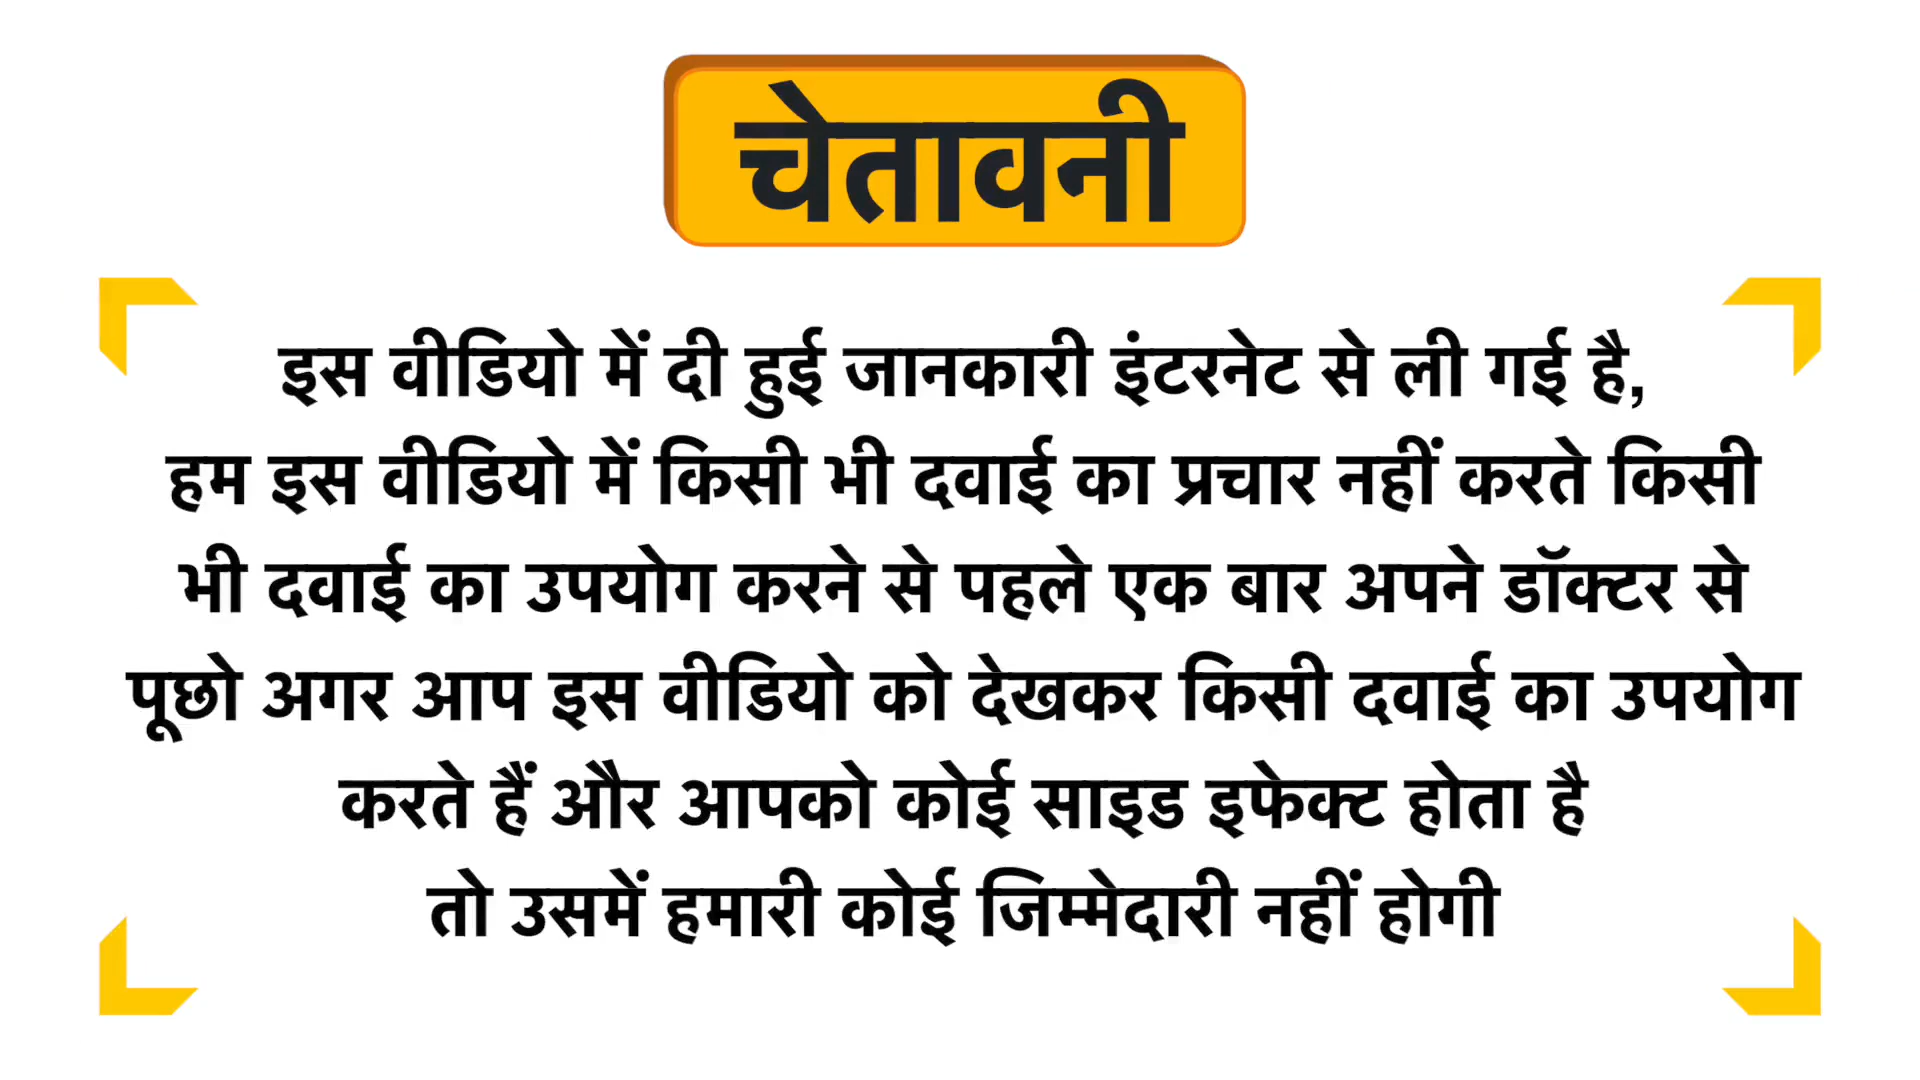 चेतावनी
इस वीडियो में दी हुई जानकारी इंटरनेट से ली गई है,
हम इस वीडियो में किसी भी दवाई का प्रचार नहीं करते किसी
भी दवाई का उपयोग करने से पहले एक बार अपने डॉक्टर से
पूछो अगर आप इस वीडियो को देखकर किसी दवाई का उपयोग
करते हैं और आपको कोई साइड इफेक्ट होता है
तो उसमें हमारी कोई जिम्मेदारी नहीं होगी